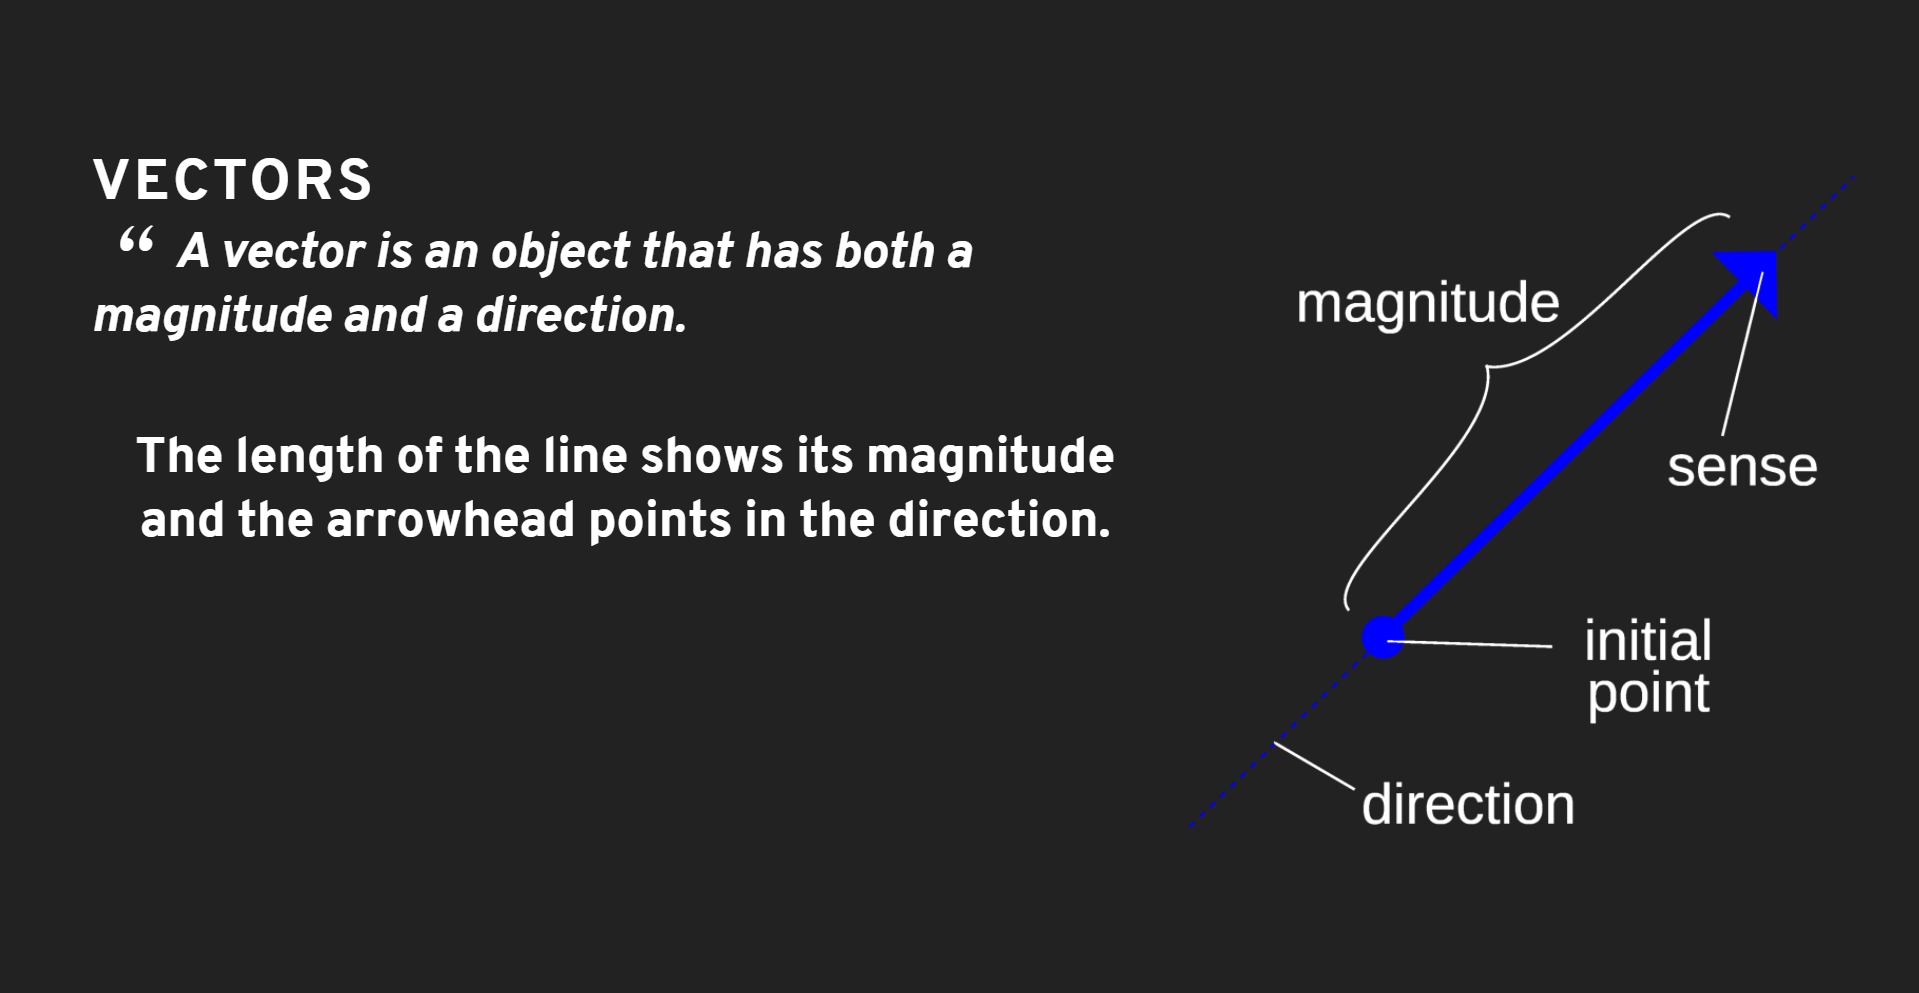 VECTORS
“ A vector is an object that has both a
magnitude and a direction.
The length of the line shows its magnitude
and the arrowhead points in the direction.
magnitude
sense
initial
point
direction